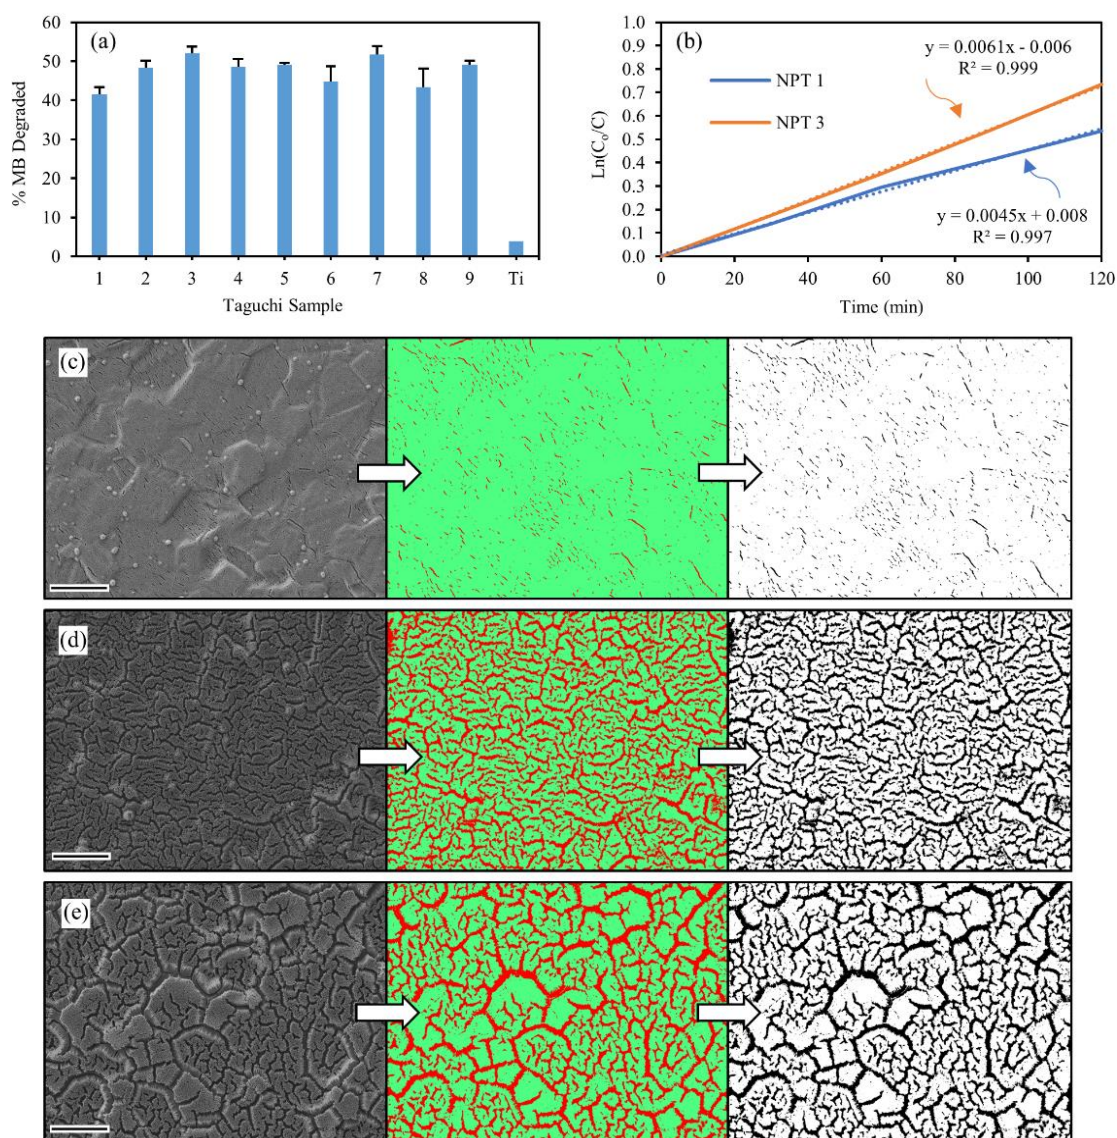 (a)
60
50
40
30
20
10
0
% MB Degraded
1 2 3 4 5 6 7 8 9 Ti
Taguchi Sample
(b)
1.0
0.9
0.8
0.7
0.6
0.5
0.4
0.3
0.2
0.1
0.0
Ln(Cₒ/C)
NPT 1
NPT 3
y = 0.0061x - 0.006
R² = 0.999
y = 0.0045x + 0.008
R² = 0.997
0 20 40 60 80 100 120
Time (min)
(c)
(d)
(e)